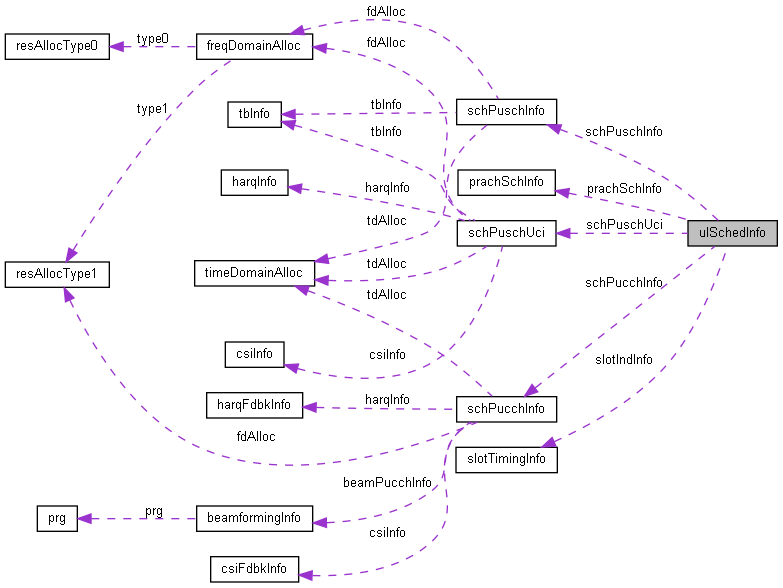 fdAlloc
resAllocType0
type0
freqDomainAlloc
fdAlloc
tbInfo
tbInfo
schPuschInfo
type1
tbInfo
schPuschInfo
harqInfo
harqInfo
prachSchInfo
prachSchInfo
tdAlloc
schPuschUci
schPuschUci
ulSchedInfo
resAllocType1
timeDomainAlloc
tdAlloc
tdAlloc
schPucchInfo
csiInfo
csiInfo
slotIndInfo
harqFdbkInfo
harqInfo
schPucchInfo
fdAlloc
slotTimingInfo
beamPucchInfo
prg
prg
beamformingInfo
csiInfo
csiFdbkInfo